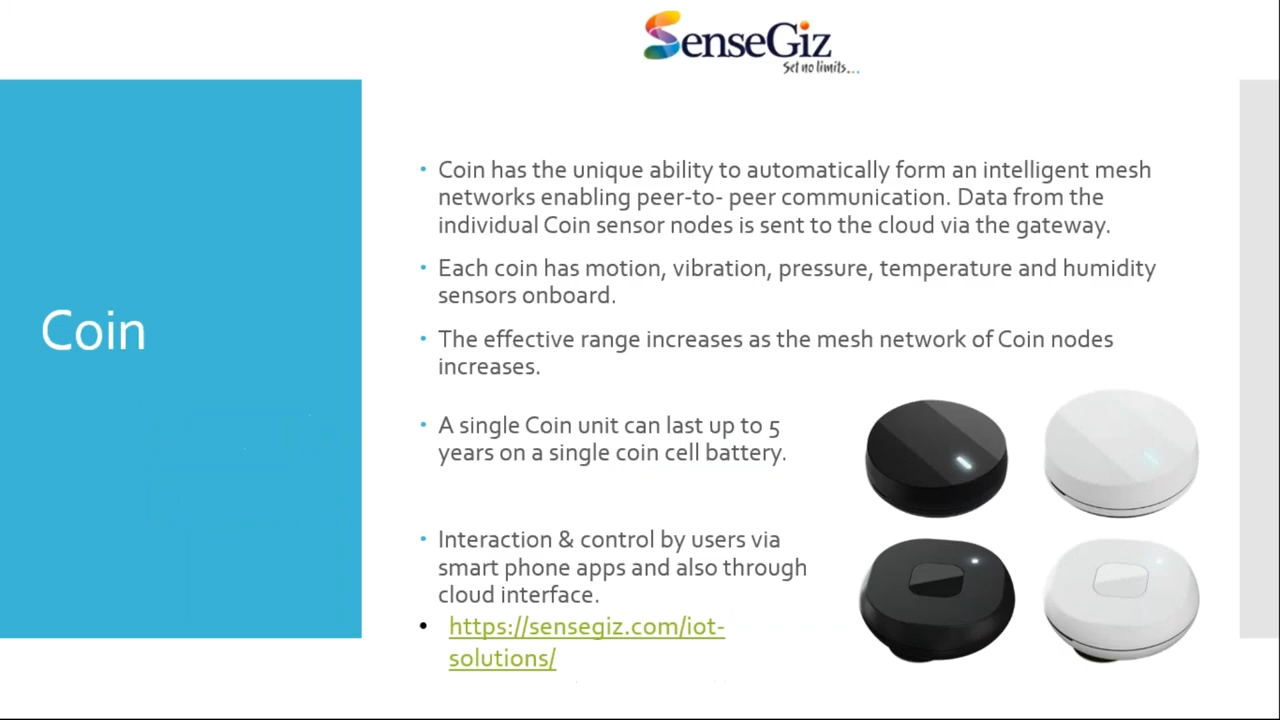 SenseGiz
Set no limits...
Coin has the unique ability to automatically form an intelligent mesh
networks enabling peer-to- peer communication. Data from the
individual Coin sensor nodes is sent to the cloud via the gateway.
Each coin has motion, vibration, pressure, temperature and humidity
sensors onboard.
Coin
The effective range increases as the mesh network of Coin nodes
increases.
A single Coin unit can last up to 5
years on a single coin cell battery.
Interaction & control by users via
smart phone apps and also through
cloud interface.
https://sensegiz.com/iot-
solutions/